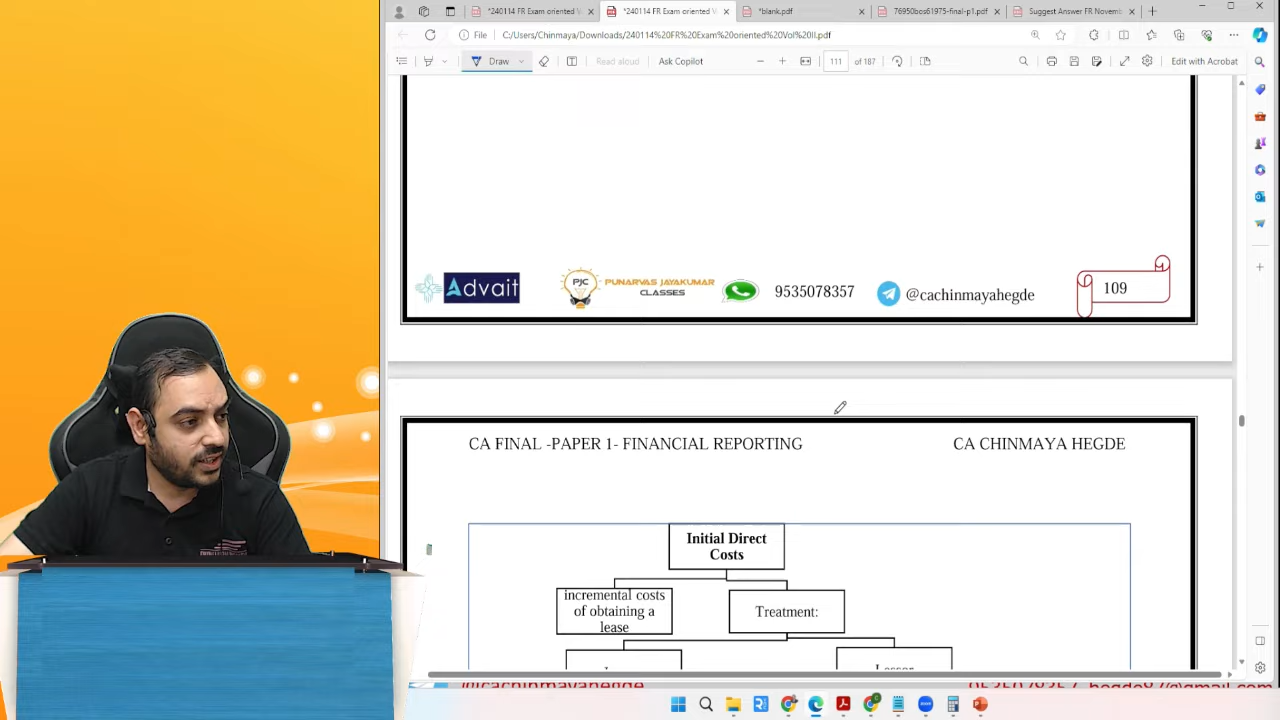 *240114 FR Exam oriented V
*240114 FR Exam oriented V
*blank.pdf
76950bos61975-final-p1.pdf
Suggest Answer FR Novemb
File
C:/Users/Chinmaya/Downloads/240114%20FR%20Exam%20oriented%20Vol%20II.pdf
Draw
Read aloud
Ask Copilot
111
of 187
Edit with Acrobat
Advait
PJC
PUNARVAS JAYAKUMAR
CLASSES
9535078357
@cachinmayahegde
109
CA FINAL -PAPER 1- FINANCIAL REPORTING
CA CHINMAYA HEGDE
Initial Direct
Costs
incremental costs
of obtaining a
lease
Treatment:
Lessor
@cachinmayahegde